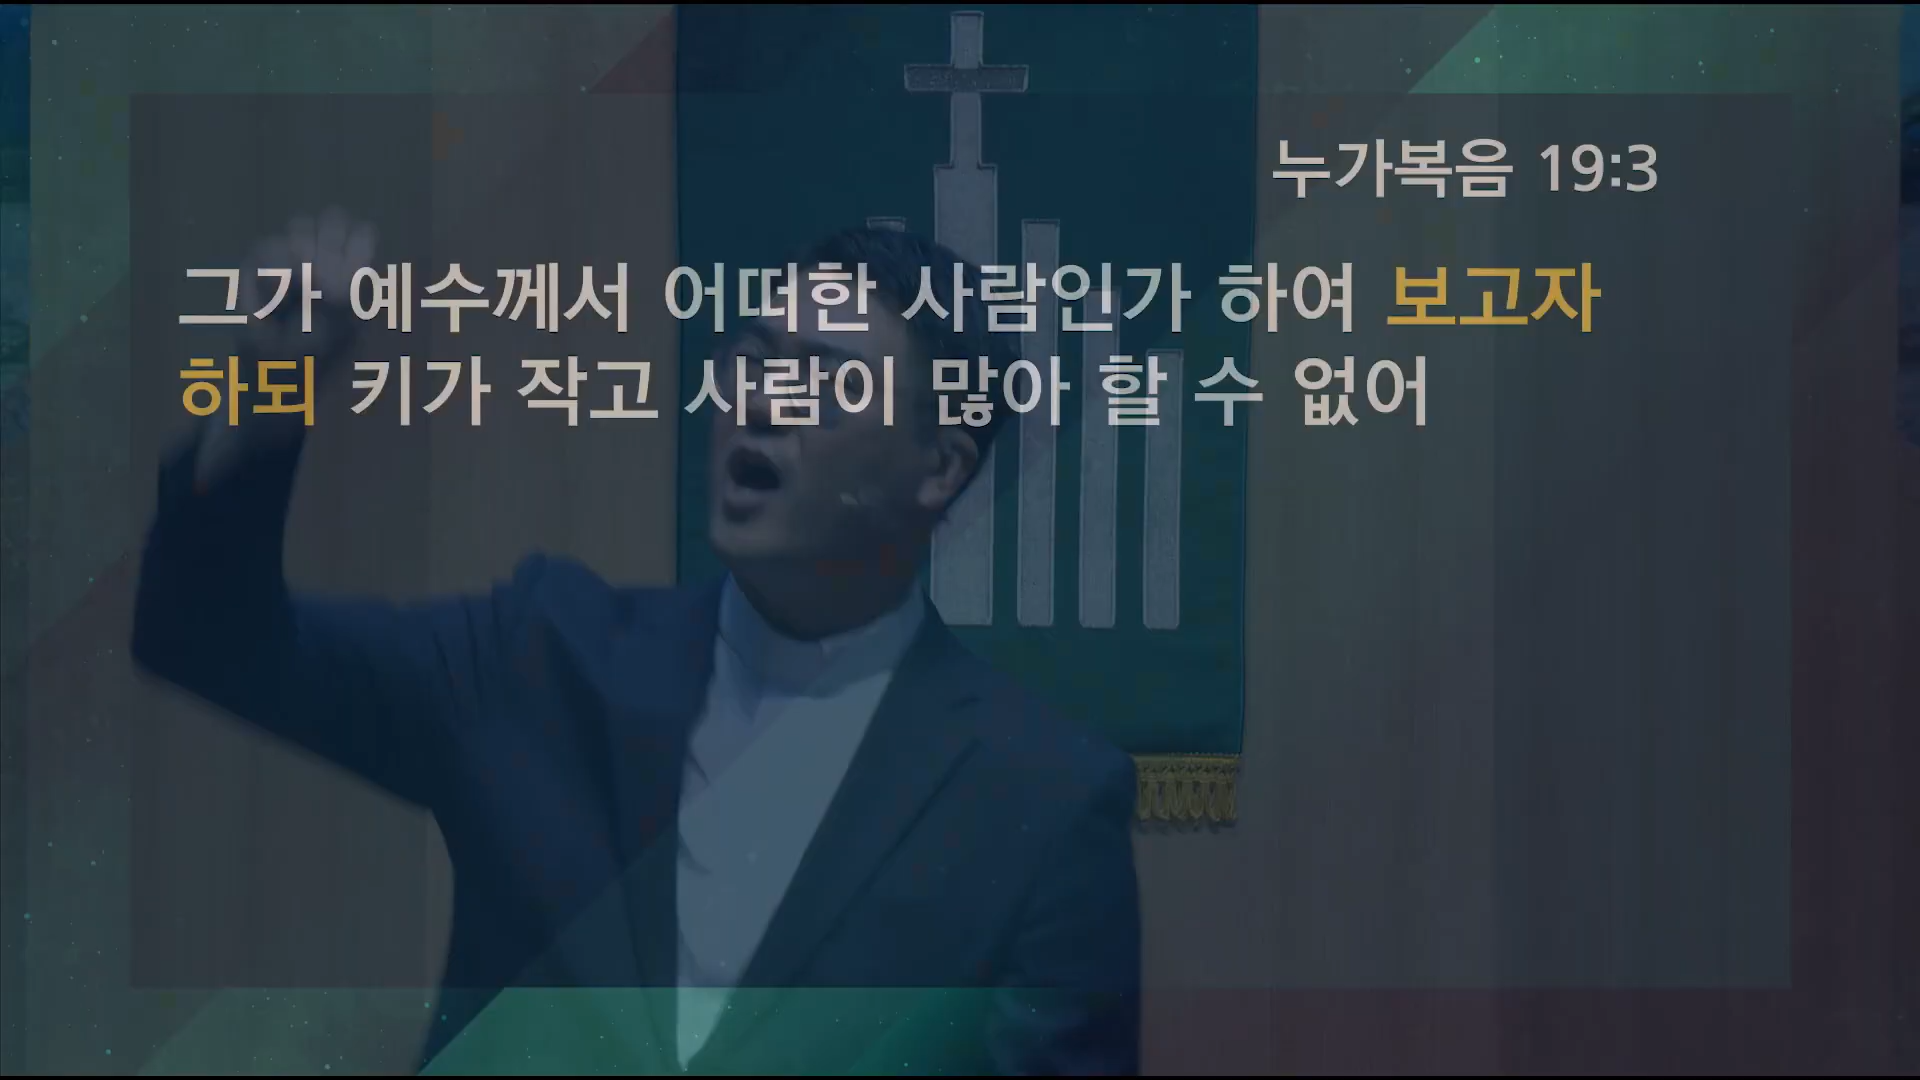 누가복음 19:3
그가 예수께서 어떠한 사람인가 하여 보고자
하되 키가 작고 사람이 많아 할 수 없어